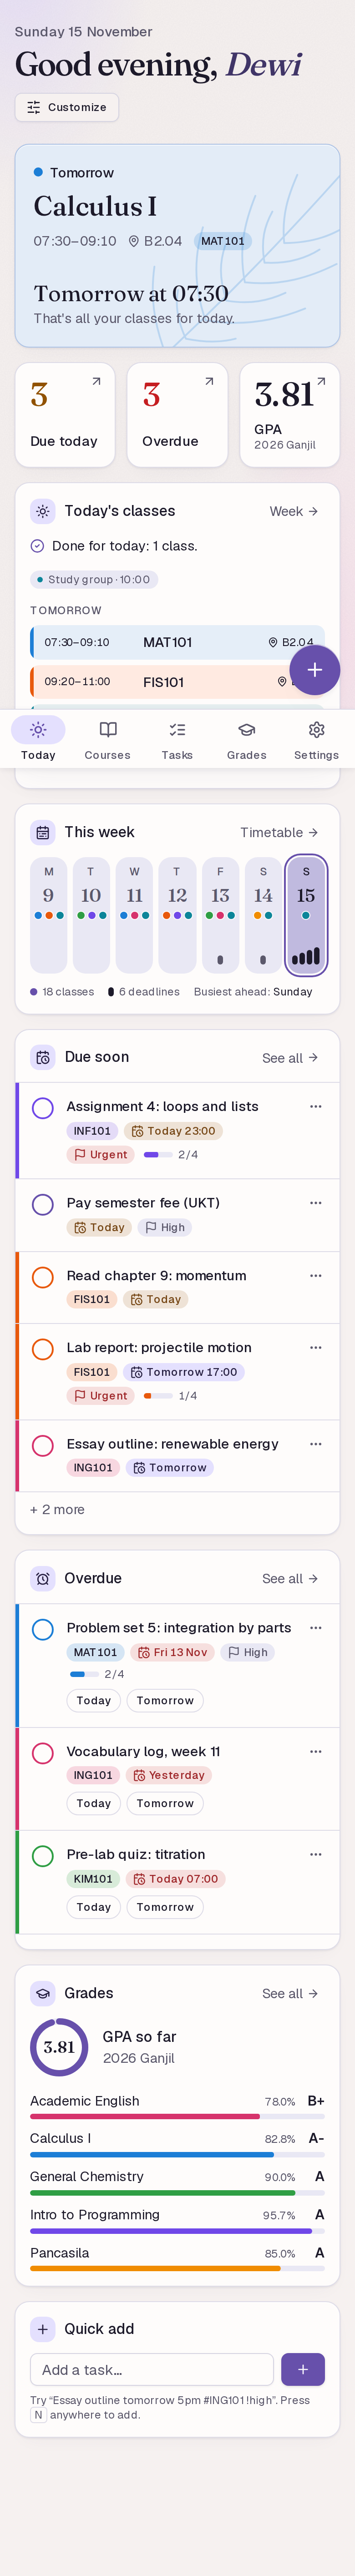 Sunday 15 November
Good evening, Dewi
Customize
Tomorrow
Calculus I
07:30–09:10 B2.04 MAT101
Tomorrow at 07:30
That's all your classes for today.
3
Due today
3
Overdue
3.81
GPA
2026 Ganjil
Today's classes Week →
Done for today: 1 class.
Study group · 10:00
TOMORROW
07:30–09:10 MAT101 B2.04
09:20–11:00 FIS101
Today Courses Tasks Grades Settings
This week Timetable →
M T W T F S S
9 10 11 12 13 14 15
18 classes 6 deadlines Busiest ahead: Sunday
Due soon See all →
Assignment 4: loops and lists
INF101 Today 23:00
Urgent 2/4
Pay semester fee (UKT)
Today High
Read chapter 9: momentum
FIS101 Today
Lab report: projectile motion
FIS101 Tomorrow 17:00
Urgent 1/4
Essay outline: renewable energy
ING101 Tomorrow
+ 2 more
Overdue See all →
Problem set 5: integration by parts
MAT101 Fri 13 Nov High
2/4
Today Tomorrow
Vocabulary log, week 11
ING101 Yesterday
Today Tomorrow
Pre-lab quiz: titration
KIM101 Today 07:00
Today Tomorrow
Grades See all →
3.81
GPA so far
2026 Ganjil
Academic English 78.0% B+
Calculus I 82.8% A-
General Chemistry 90.0% A
Intro to Programming 95.7% A
Pancasila 85.0% A
Quick add
Add a task...
Try “Essay outline tomorrow 5pm #ING101 !high”. Press
N anywhere to add.